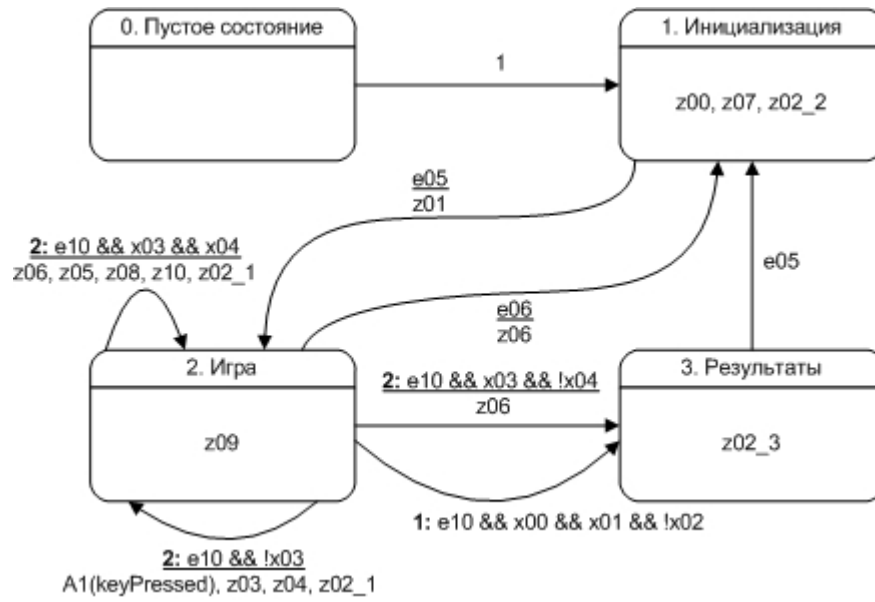 0. Пустое состояние
1. Инициализация
1
z00, z07, z02_2
e05
z01
2: e10 && x03 && x04
z06, z05, z08, z10, z02_1
e05
e06
z06
2. Игра
3. Результаты
2: e10 && x03 && !x04
z06
z09
z02_3
1: e10 && x00 && x01 && !x02
2: e10 && !x03
A1(keyPressed), z03, z04, z02_1